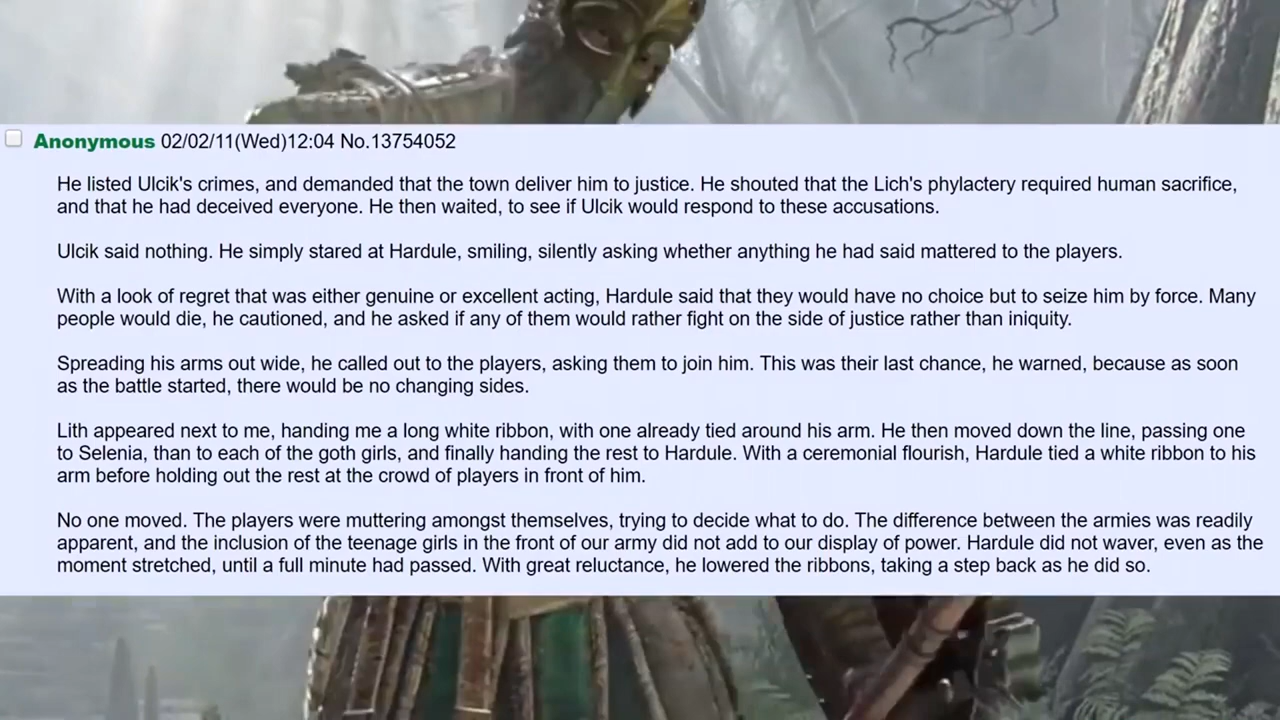 Anonymous 02/02/11(Wed)12:04 No.13754052
He listed Ulcik's crimes, and demanded that the town deliver him to justice. He shouted that the Lich's phylactery required human sacrifice,
and that he had deceived everyone. He then waited, to see if Ulcik would respond to these accusations.
Ulcik said nothing. He simply stared at Hardule, smiling, silently asking whether anything he had said mattered to the players.
With a look of regret that was either genuine or excellent acting, Hardule said that they would have no choice but to seize him by force. Many
people would die, he cautioned, and he asked if any of them would rather fight on the side of justice rather than iniquity.
Spreading his arms out wide, he called out to the players, asking them to join him. This was their last chance, he warned, because as soon
as the battle started, there would be no changing sides.
Lith appeared next to me, handing me a long white ribbon, with one already tied around his arm. He then moved down the line, passing one
to Selenia, than to each of the goth girls, and finally handing the rest to Hardule. With a ceremonial flourish, Hardule tied a white ribbon to his
arm before holding out the rest at the crowd of players in front of him.
No one moved. The players were muttering amongst themselves, trying to decide what to do. The difference between the armies was readily
apparent, and the inclusion of the teenage girls in the front of our army did not add to our display of power. Hardule did not waver, even as the
moment stretched, until a full minute had passed. With great reluctance, he lowered the ribbons, taking a step back as he did so.